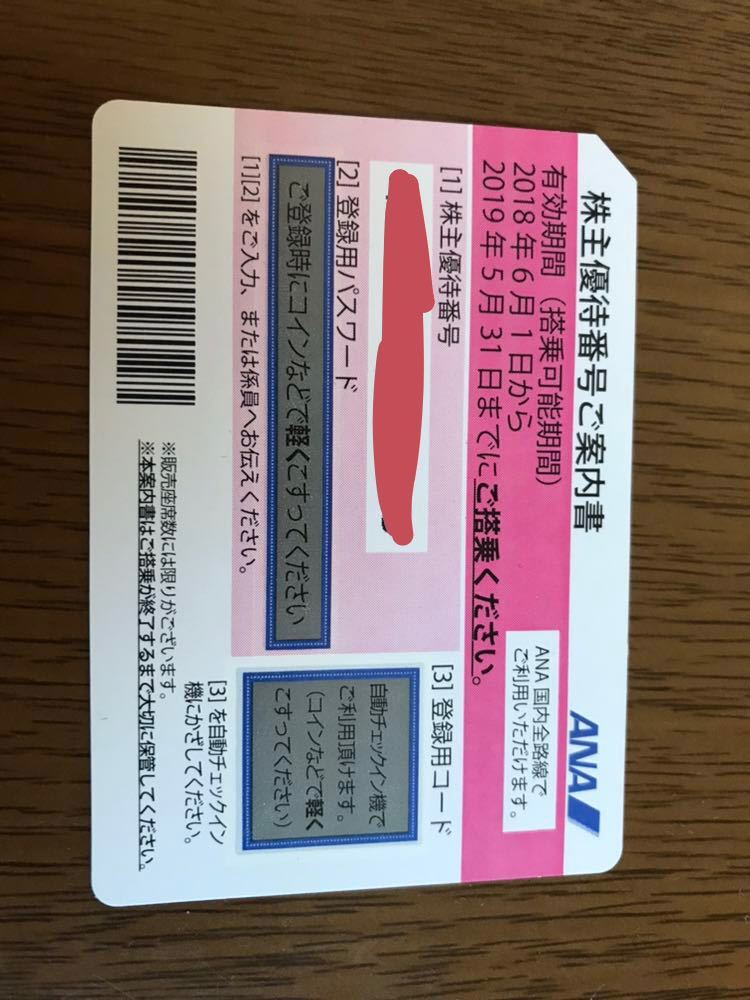 株主優待番号ご案内書
ANA
有効期間（搭乗可能期間）
2018年6月1日から
2019年5月31日までにご搭乗ください。
ANA国内全路線で
ご利用いただけます。
[1] 株主優待番号
[2] 登録用パスワード
ご登録時にコインなどで軽くこすってください
[1][2] をご入力、または係員へお伝えください。
[3] 登録用コード
自動チェックイン機で
ご利用頂けます。
(コインなどで軽く
こすってください)
[3] を自動チェックイン
機にかざしてください。
※販売座席数には限りがございます。
※本案内書はご搭乗が終了するまで大切に保管してください。